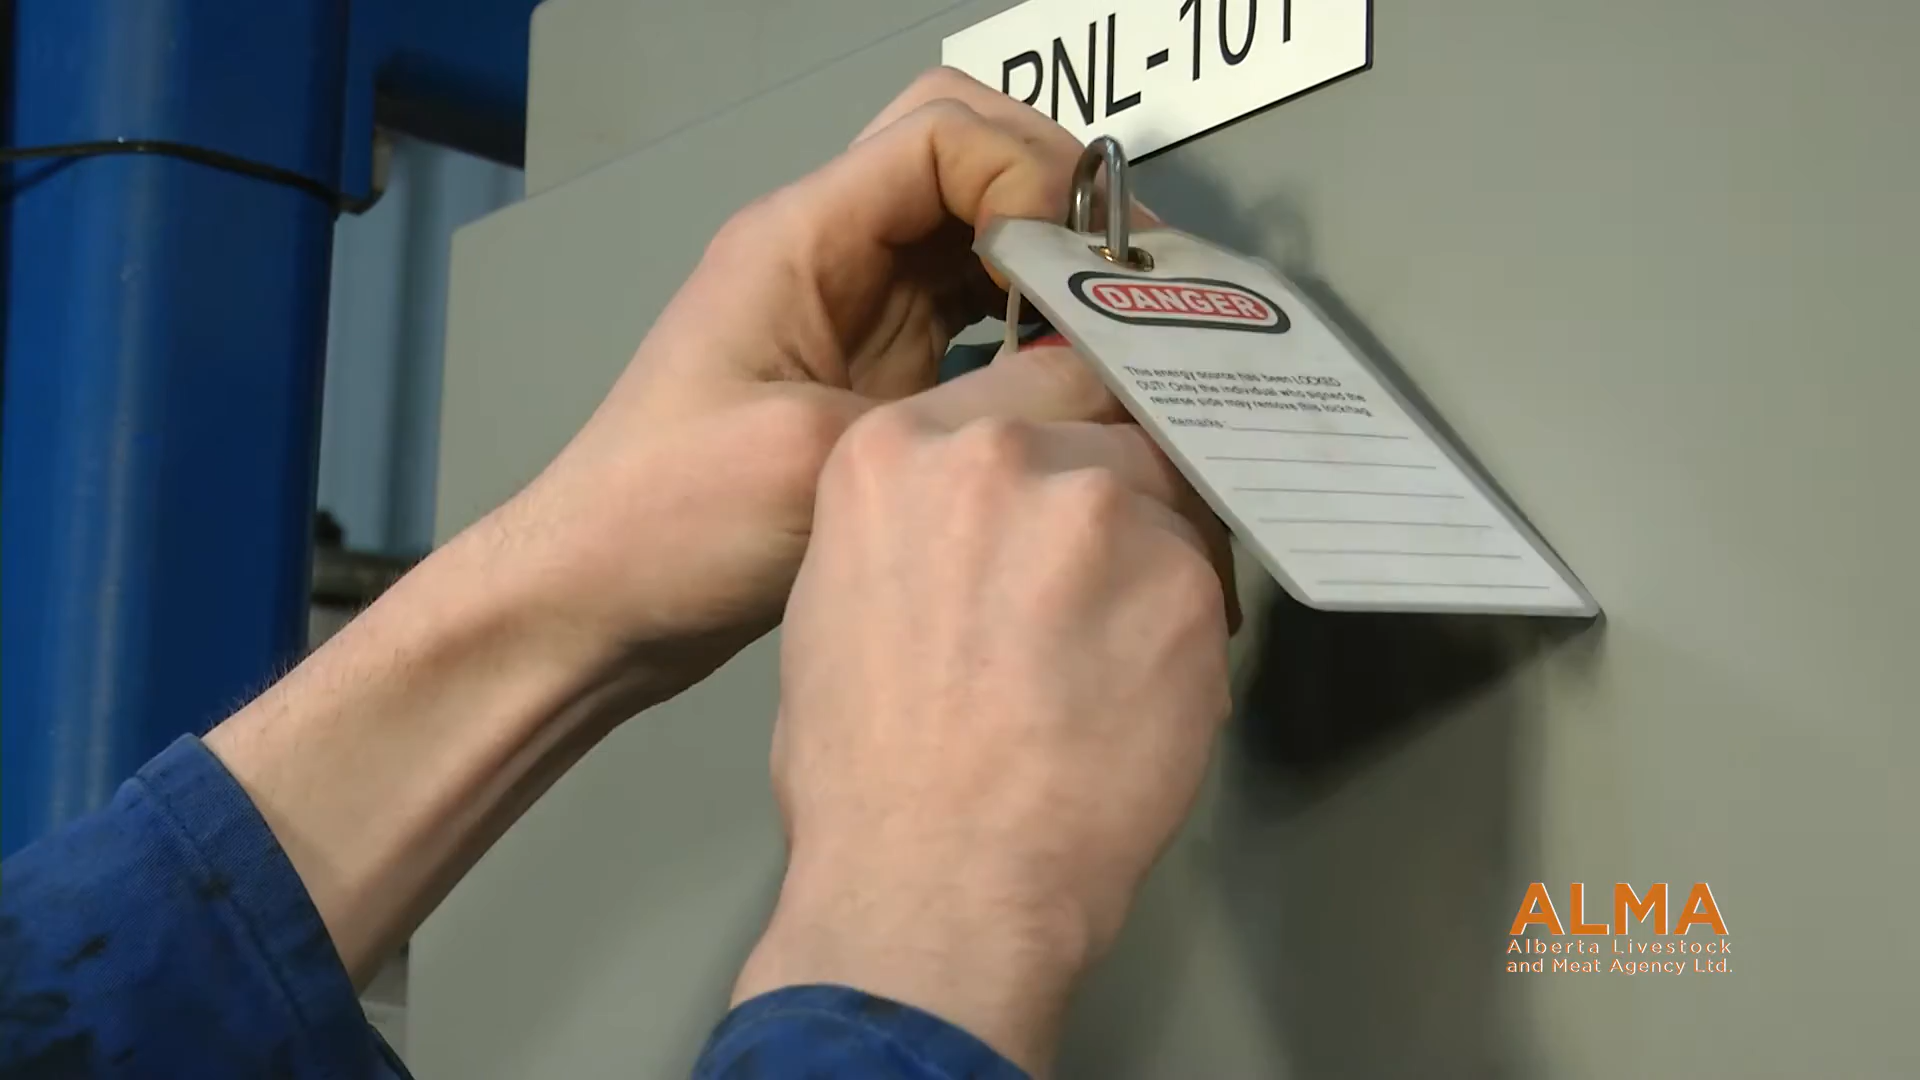 PNL-101
DANGER
This energy source has been LOCKED
OUT! Only the individual who signed the
reverse side may remove this lock/tag.
Remarks:
ALMA
Alberta Livestock
and Meat Agency Ltd.